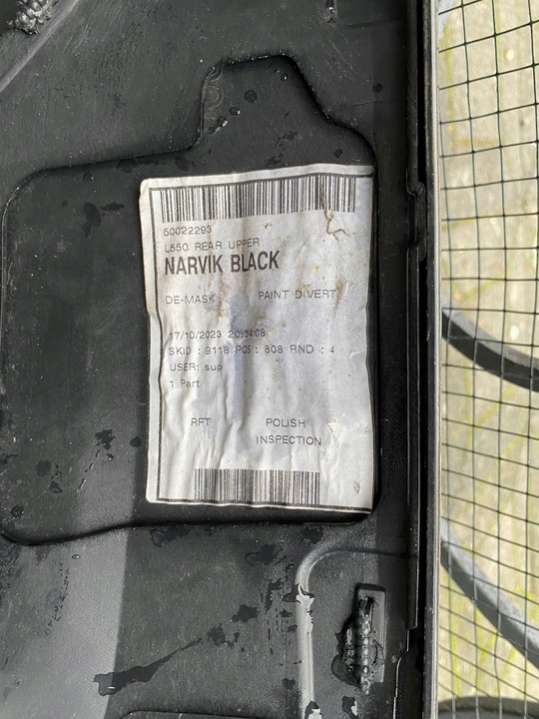 50022293
L550 REAR UPPER
NARVIK BLACK
DE-MASK PAINT DIVERT
17/10/2023
SKID : 9118 POS : 808 RND : 4
USER: sup
1 Part
RFT POLISH
INSPECTION